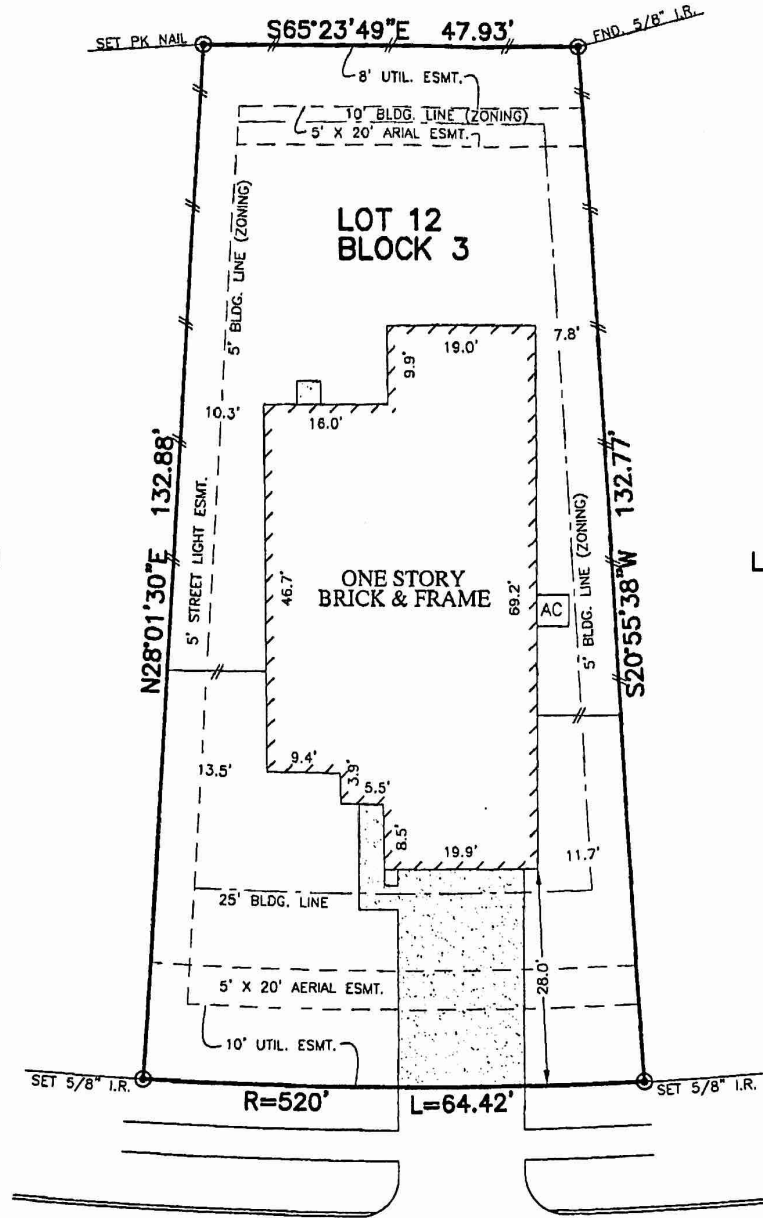 S65°23'49"E 47.93'
SET PK NAIL
FND. 5/8" I.R.
8' UTIL. ESMT.
10' BLDG. LINE (ZONING)
5' X 20' ARIAL ESMT.
5' BLDG. LINE (ZONING)
LOT 12
BLOCK 3
7.8'
19.0'
9.9'
10.3'
16.0'
N28°01'30"E 132.88'
5' STREET LIGHT ESMT.
46.7'
ONE STORY
BRICK & FRAME
69.2'
AC
5' BLDG. LINE (ZONING)
S20°55'38"W 132.77'
L
13.5'
9.4'
3.9'
5.5'
8.5'
19.9'
11.7'
25' BLDG. LINE
5' X 20' AERIAL ESMT.
28.0'
10' UTIL. ESMT.
SET 5/8" I.R.
SET 5/8" I.R.
R=520' L=64.42'